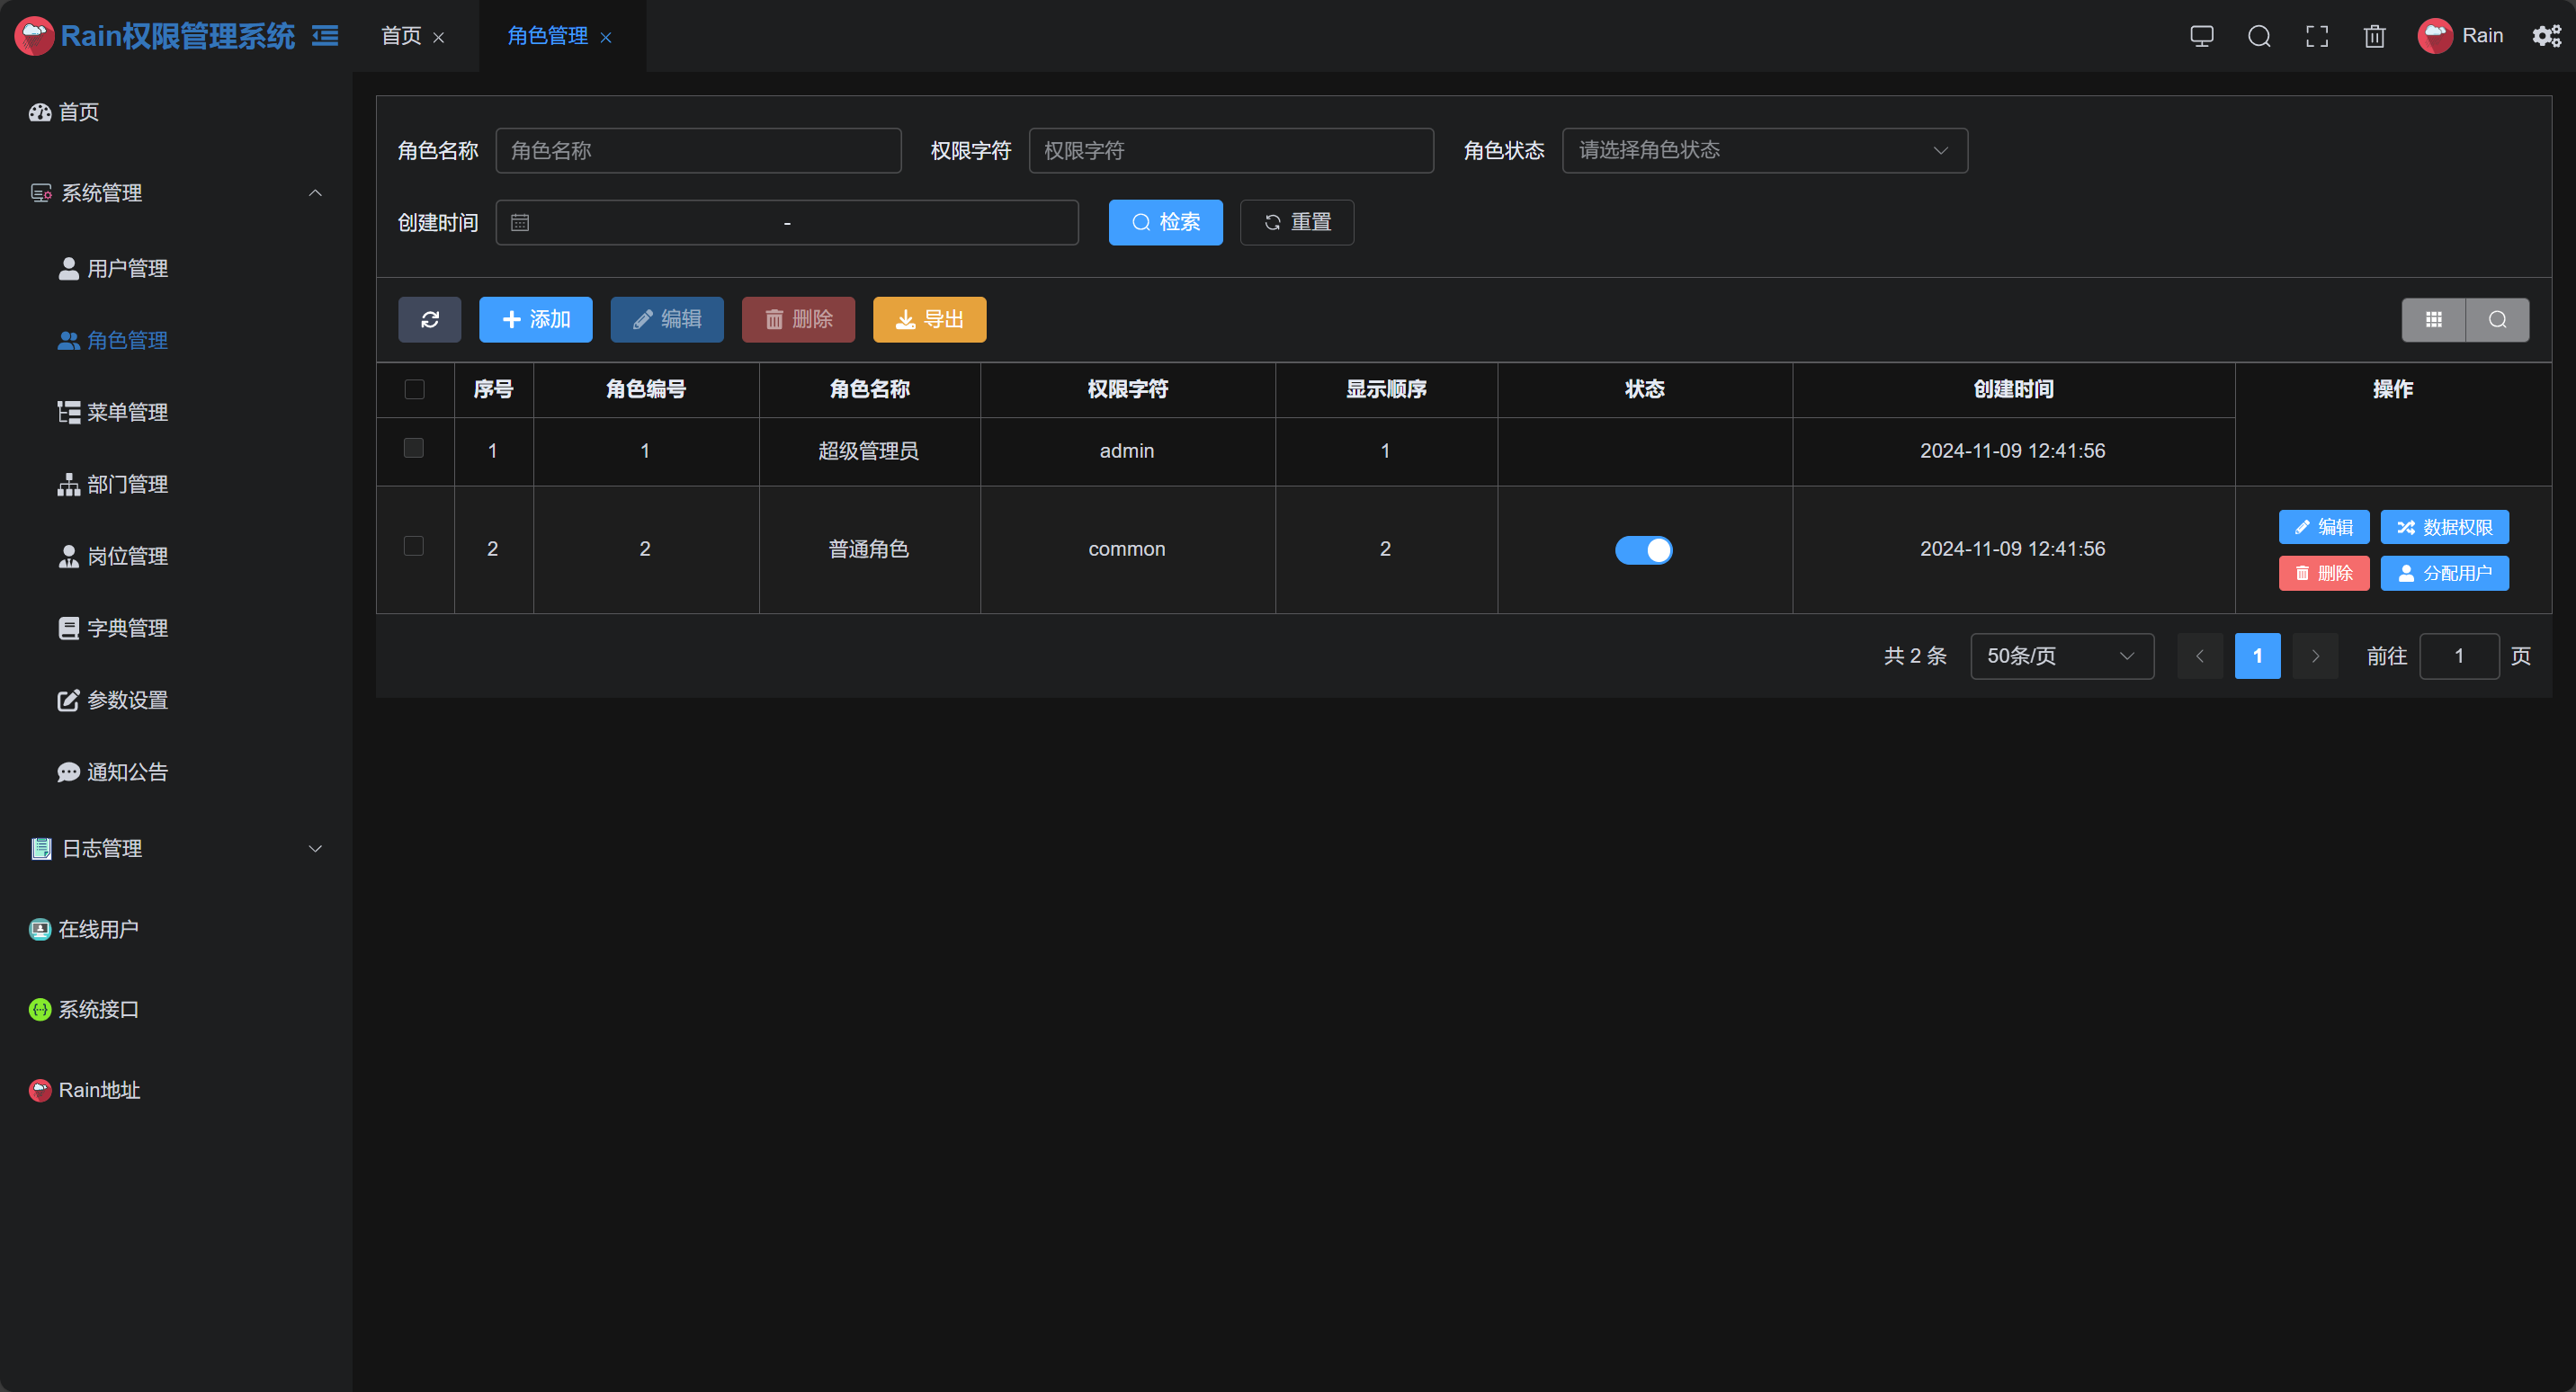 Rain权限管理系统
首页
角色管理
Rain
首页
系统管理
用户管理
角色管理
菜单管理
部门管理
岗位管理
字典管理
参数设置
通知公告
日志管理
在线用户
系统接口
Rain地址
角色名称 角色名称 权限字符 权限字符 角色状态 请选择角色状态
创建时间 - 检索 重置
添加 编辑 删除 导出
序号 角色编号 角色名称 权限字符 显示顺序 状态 创建时间 操作
1 1 超级管理员 admin 1 2024-11-09 12:41:56
2 2 普通角色 common 2 2024-11-09 12:41:56
编辑 数据权限
删除 分配用户
共 2 条 50条/页 1 前往 1 页